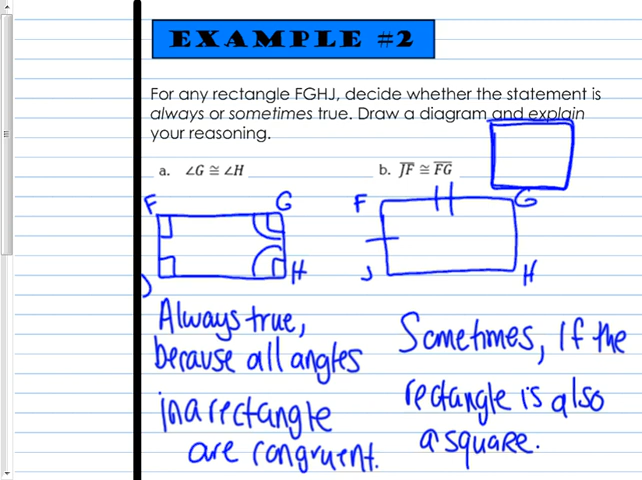 EXAMPLE #2
For any rectangle FGHJ, decide whether the statement is
always or sometimes true. Draw a diagram and explain
your reasoning.
a. ∠G ≅ ∠H
b. JF ≅ FG
F G
J H
F G
J H
Always true,
because all angles
in a rectangle
are congruent.
Sometimes, if the
rectangle is also
a square.